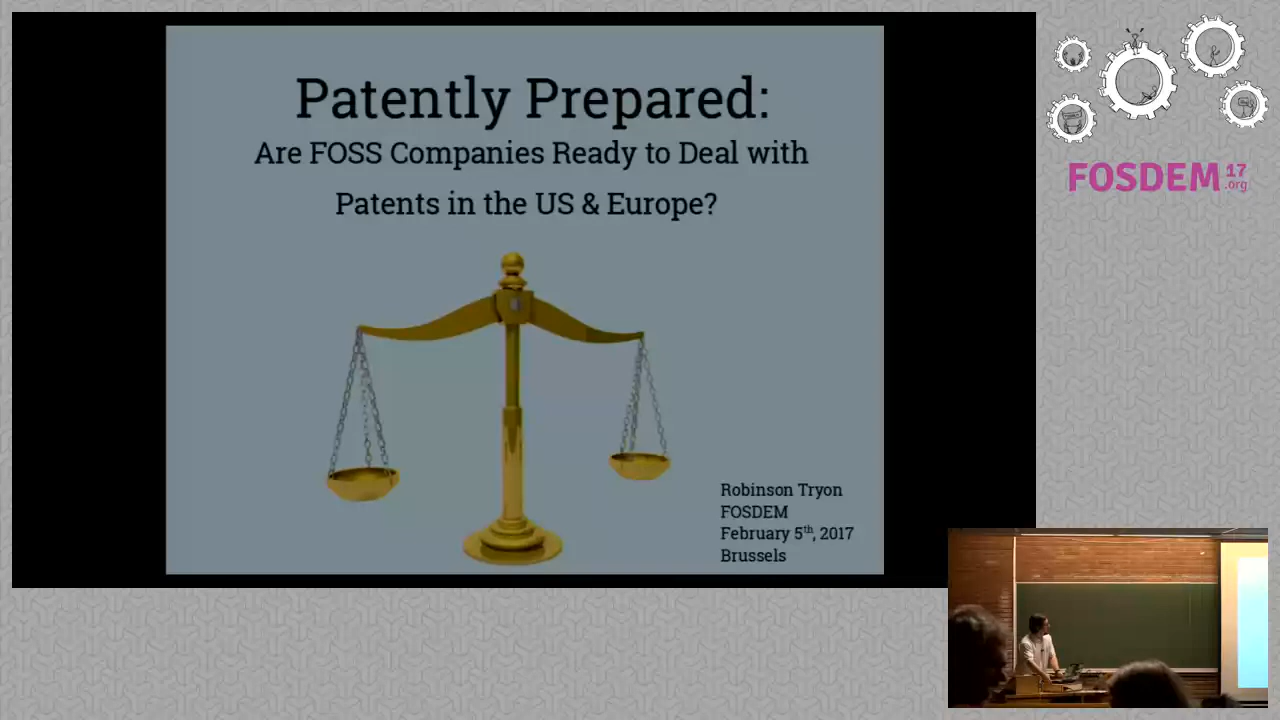 Patently Prepared:
Are FOSS Companies Ready to Deal with
Patents in the US & Europe?
Robinson Tryon
FOSDEM
February 5th, 2017
Brussels
FOSDEM 17
.org